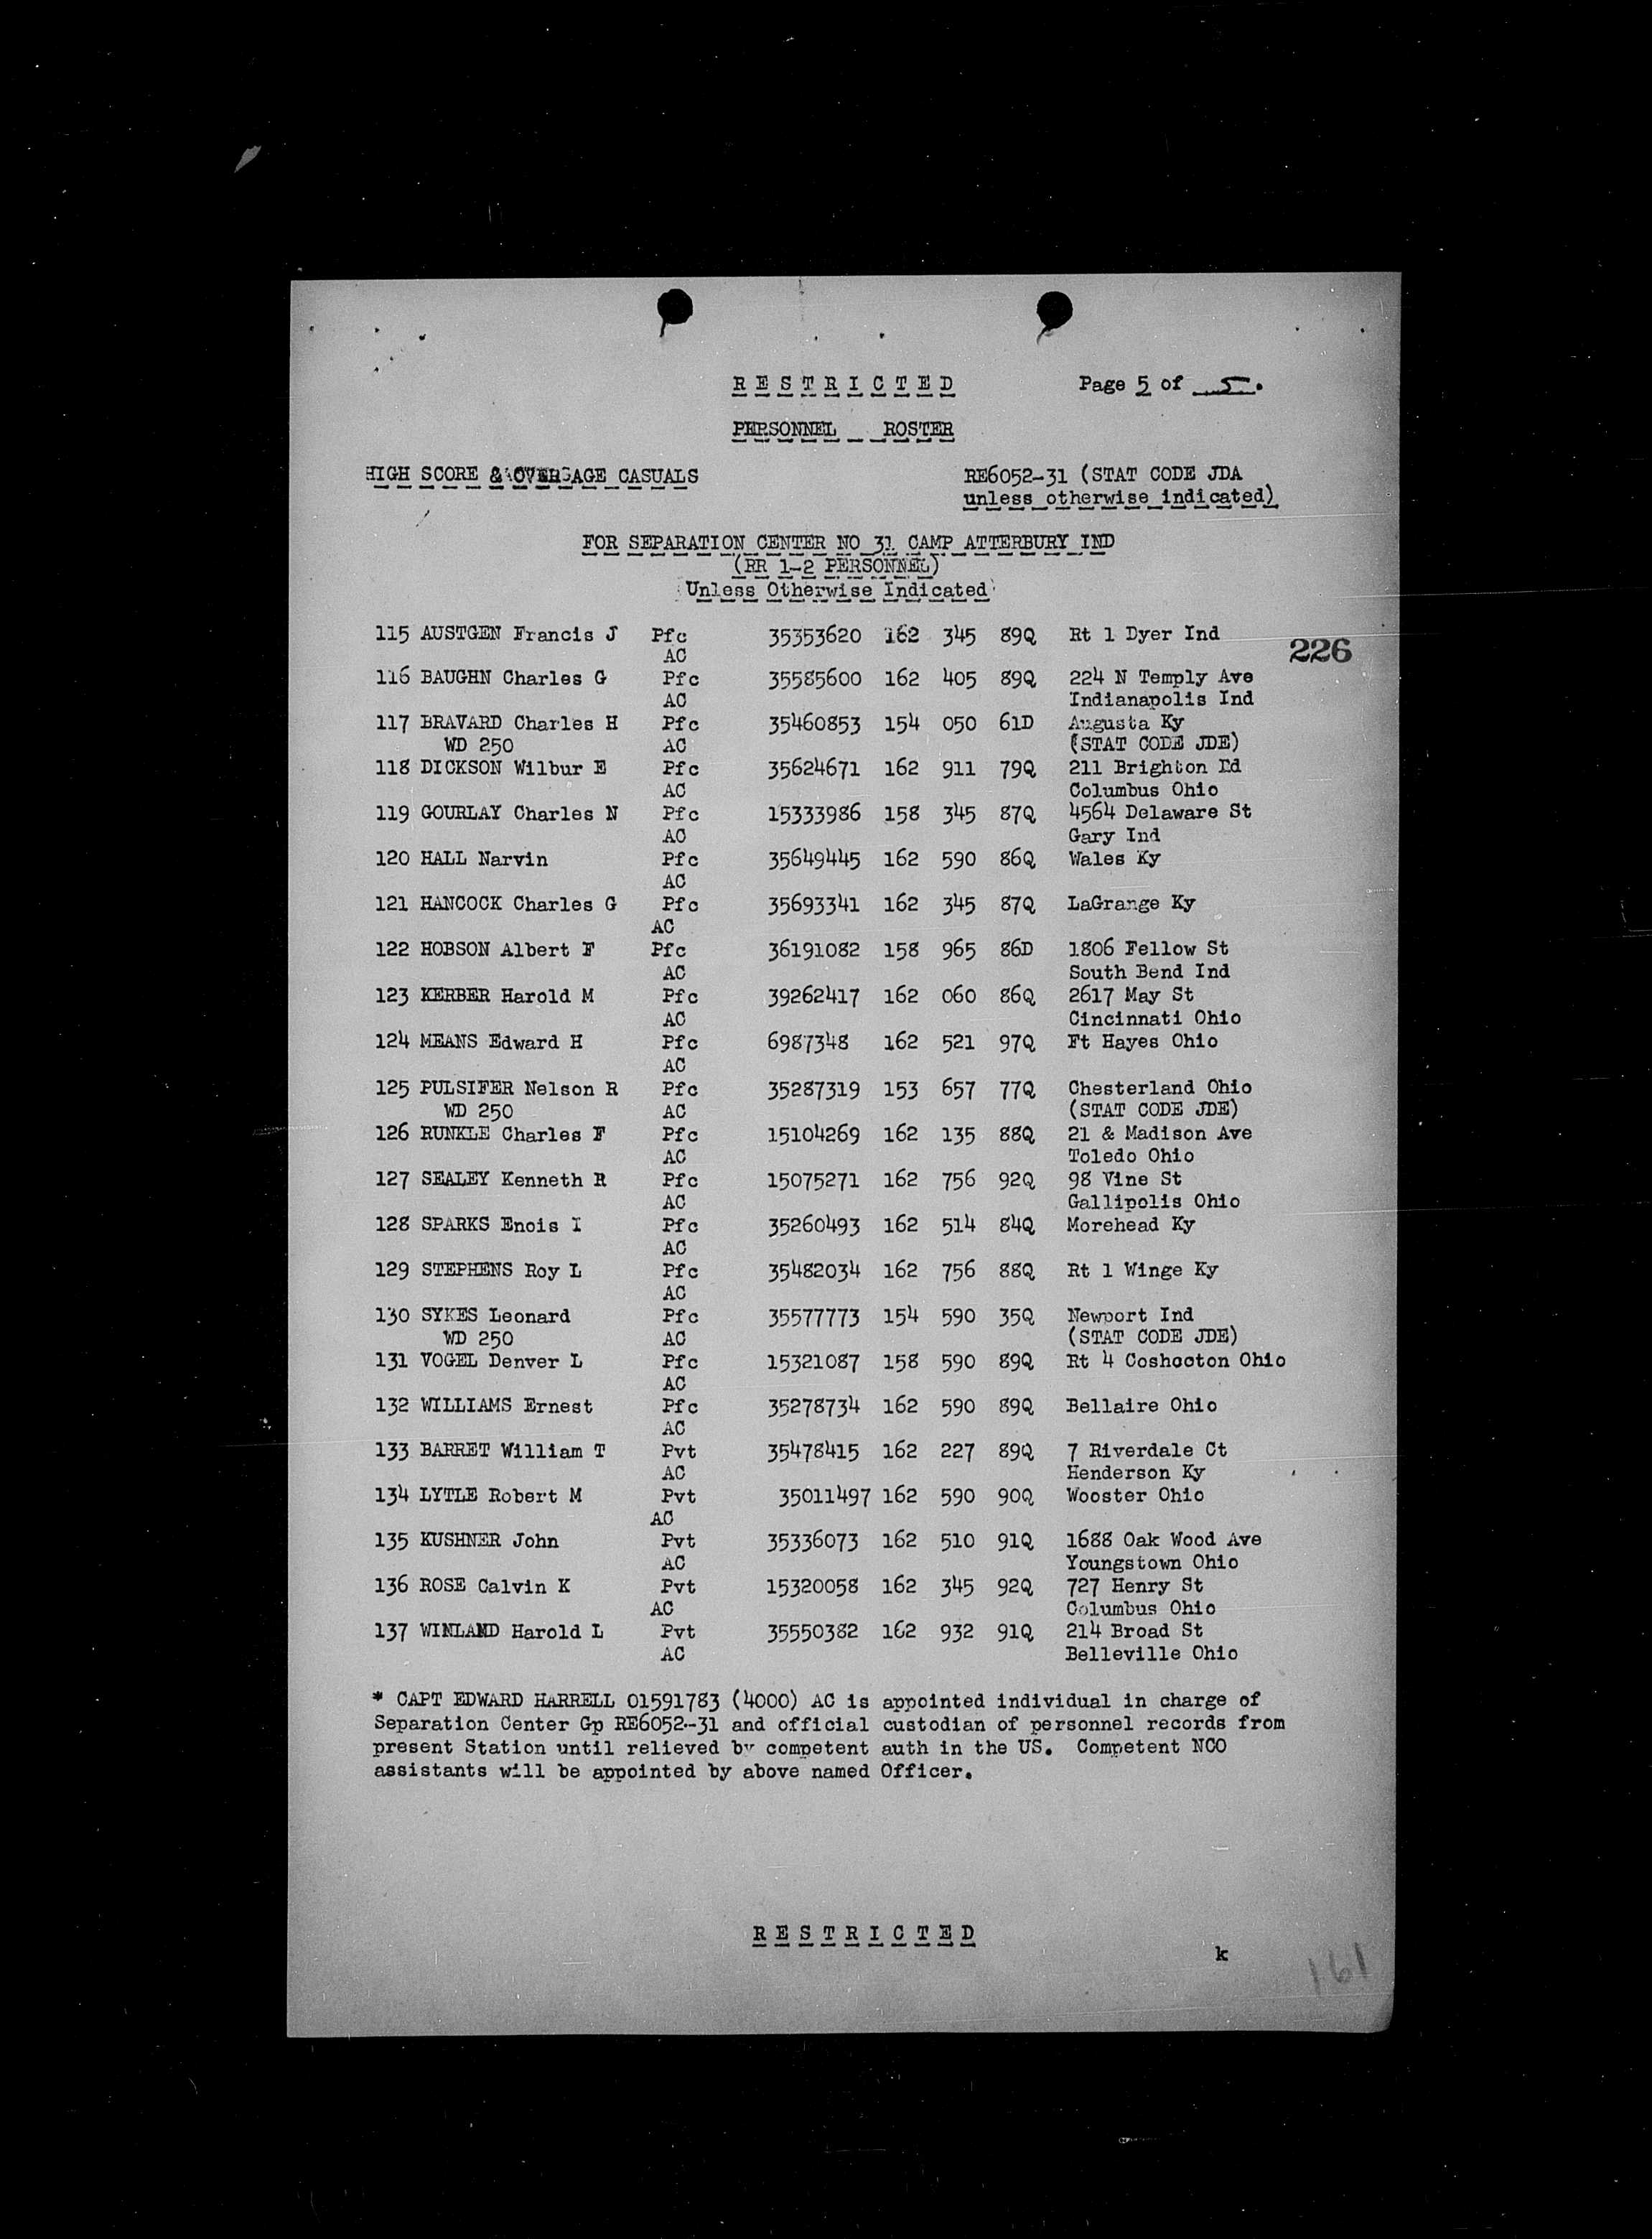 R E S T R I C T E D Page 5 of 5.
PERSONNEL ROSTER
HIGH SCORE & OVERAGE CASUALS RE6052-31 (STAT CODE JDA
unless otherwise indicated)
FOR SEPARATION CENTER NO 31 CAMP ATTERBURY IND
(RR 1-2 PERSONNEL)
Unless Otherwise Indicated
115 AUSTGEN Francis J Pfc 35353620 162 345 89Q Rt 1 Dyer Ind
226
AC
116 BAUGHN Charles G Pfc 35585600 162 405 89Q 224 N Temply Ave
AC Indianapolis Ind
117 BRAVARD Charles H Pfc 35460853 154 050 61D Augusta Ky
WD 250 AC (STAT CODE JDE)
118 DICKSON Wilbur E Pfc 35624671 162 911 79Q 211 Brighton Rd
AC Columbus Ohio
119 GOURLAY Charles N Pfc 15333986 158 345 87Q 4564 Delaware St
AC Gary Ind
120 HALL Narvin Pfc 35649445 162 590 86Q Wales Ky
AC
121 HANCOCK Charles G Pfc 35693341 162 345 87Q LaGrange Ky
AC
122 HOBSON Albert F Pfc 36191082 158 965 86D 1806 Fellow St
AC South Bend Ind
123 KERBER Harold M Pfc 39262417 162 060 86Q 2617 May St
AC Cincinnati Ohio
124 MEANS Edward H Pfc 6987348 162 521 97Q Ft Hayes Ohio
AC
125 PULSIFER Nelson R Pfc 35287319 153 657 77Q Chesterland Ohio
WD 250 AC (STAT CODE JDE)
126 RUNKLE Charles F Pfc 15104269 162 135 88Q 21 & Madison Ave
AC Toledo Ohio
127 SEALEY Kenneth R Pfc 15075271 162 756 92Q 98 Vine St
AC Gallipolis Ohio
128 SPARKS Enois I Pfc 35260493 162 514 84Q Morehead Ky
AC
129 STEPHENS Roy L Pfc 35482034 162 756 88Q Rt 1 Winge Ky
AC
130 SYKES Leonard Pfc 35577773 154 590 35Q Newport Ind
WD 250 AC (STAT CODE JDE)
131 VOGEL Denver L Pfc 15321087 158 590 89Q Rt 4 Coshocton Ohio
AC
132 WILLIAMS Ernest Pfc 35278734 162 590 89Q Bellaire Ohio
AC
133 BARRET William T Pvt 35478415 162 227 89Q 7 Riverdale Ct
AC Henderson Ky
134 LYTLE Robert M Pvt 35011497 162 590 90Q Wooster Ohio
AC
135 KUSHNER John Pvt 35336073 162 510 91Q 1688 Oak Wood Ave
AC Youngstown Ohio
136 ROSE Calvin K Pvt 15320058 162 345 92Q 727 Henry St
AC Columbus Ohio
137 WINLAND Harold L Pvt 35550382 162 932 91Q 214 Broad St
AC Belleville Ohio
* CAPT EDWARD HARRELL 01591783 (4000) AC is appointed individual in charge of
Separation Center Gp RE6052-31 and official custodian of personnel records from
present Station until relieved by competent auth in the US. Competent NCO
assistants will be appointed by above named Officer.
R E S T R I C T E D
k
161